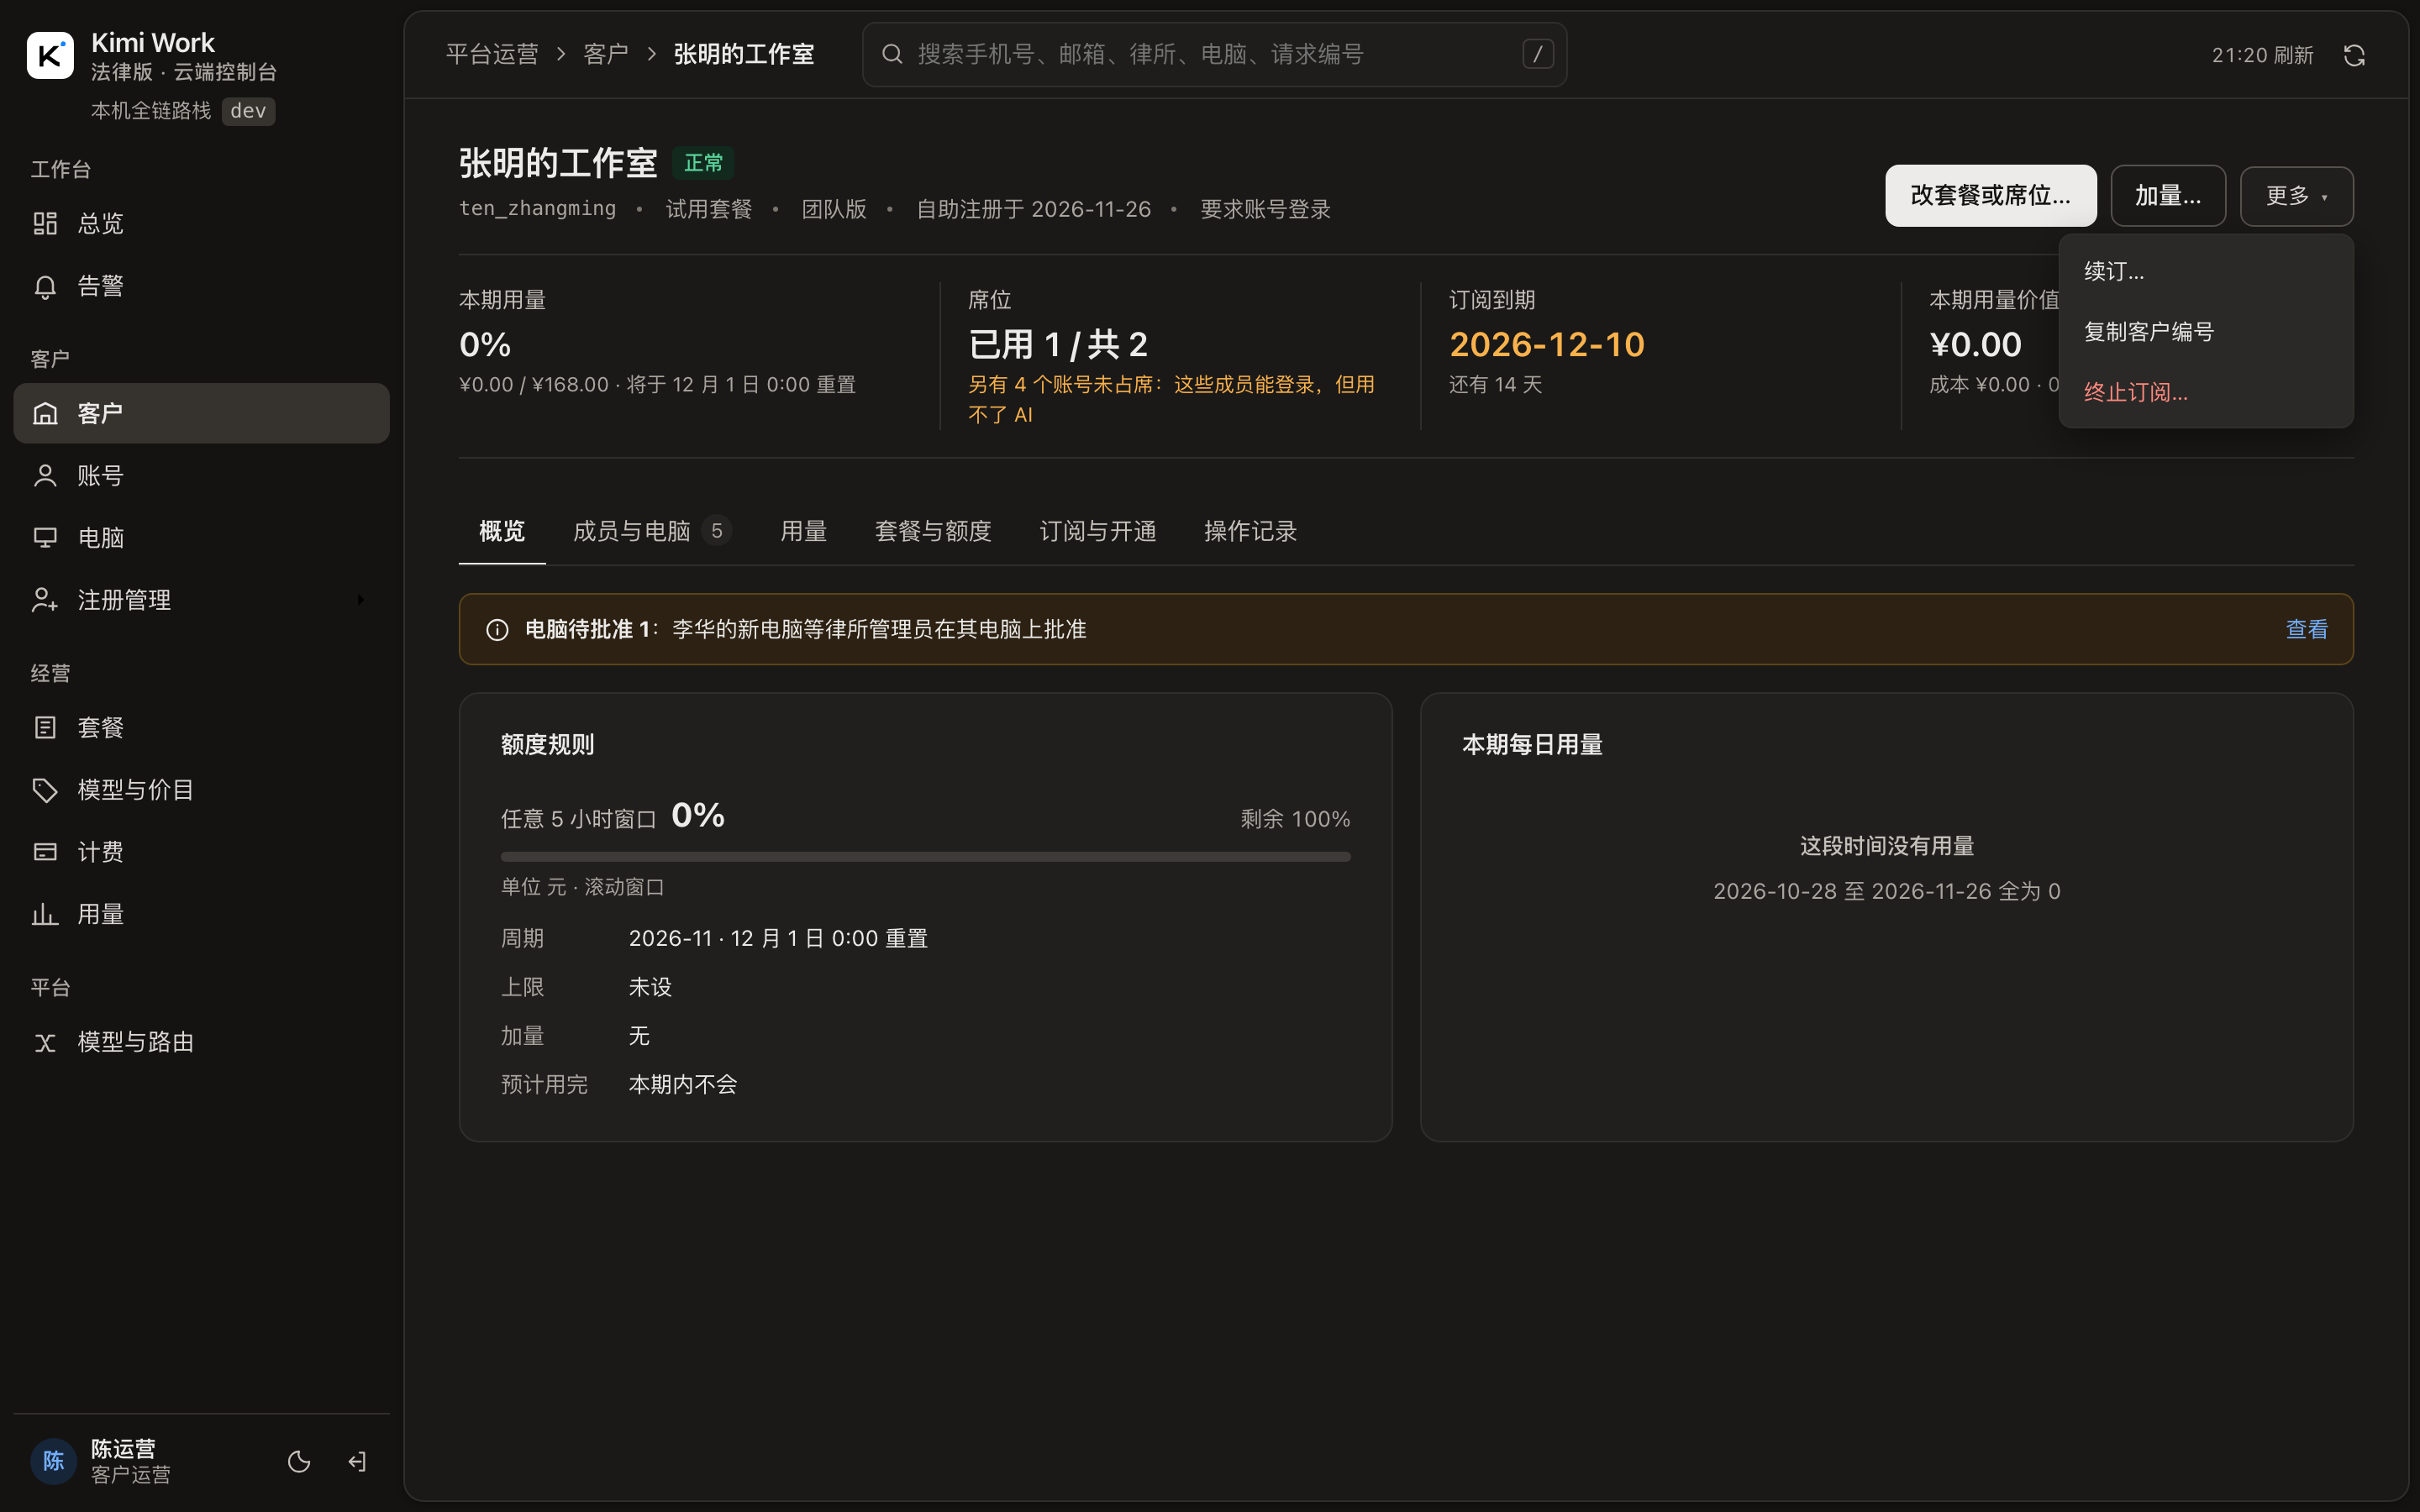 Kimi Work
法律版 · 云端控制台
本机全链路栈 dev
工作台
总览
告警
客户
客户
账号
电脑
注册管理
经营
套餐
模型与价目
计费
用量
平台
模型与路由
陈 陈运营
客户运营
平台运营 > 客户 > 张明的工作室
搜索手机号、邮箱、律所、电脑、请求编号 /
21:20 刷新
张明的工作室 正常
ten_zhangming • 试用套餐 • 团队版 • 自助注册于 2026-11-26 • 要求账号登录
改套餐或席位... 加量... 更多
续订...
复制客户编号
终止订阅...
本期用量
0%
¥0.00 / ¥168.00 · 将于 12 月 1 日 0:00 重置
席位
已用 1 / 共 2
另有 4 个账号未占席：这些成员能登录，但用
不了 AI
订阅到期
2026-12-10
还有 14 天
本期用量价值
¥0.00
成本 ¥0.00 · 0
概览 成员与电脑 5 用量 套餐与额度 订阅与开通 操作记录
电脑待批准 1：李华的新电脑等律所管理员在其电脑上批准 查看
额度规则
任意 5 小时窗口 0% 剩余 100%
单位 元 · 滚动窗口
周期 2026-11 · 12 月 1 日 0:00 重置
上限 未设
加量 无
预计用完 本期内不会
本期每日用量
这段时间没有用量
2026-10-28 至 2026-11-26 全为 0